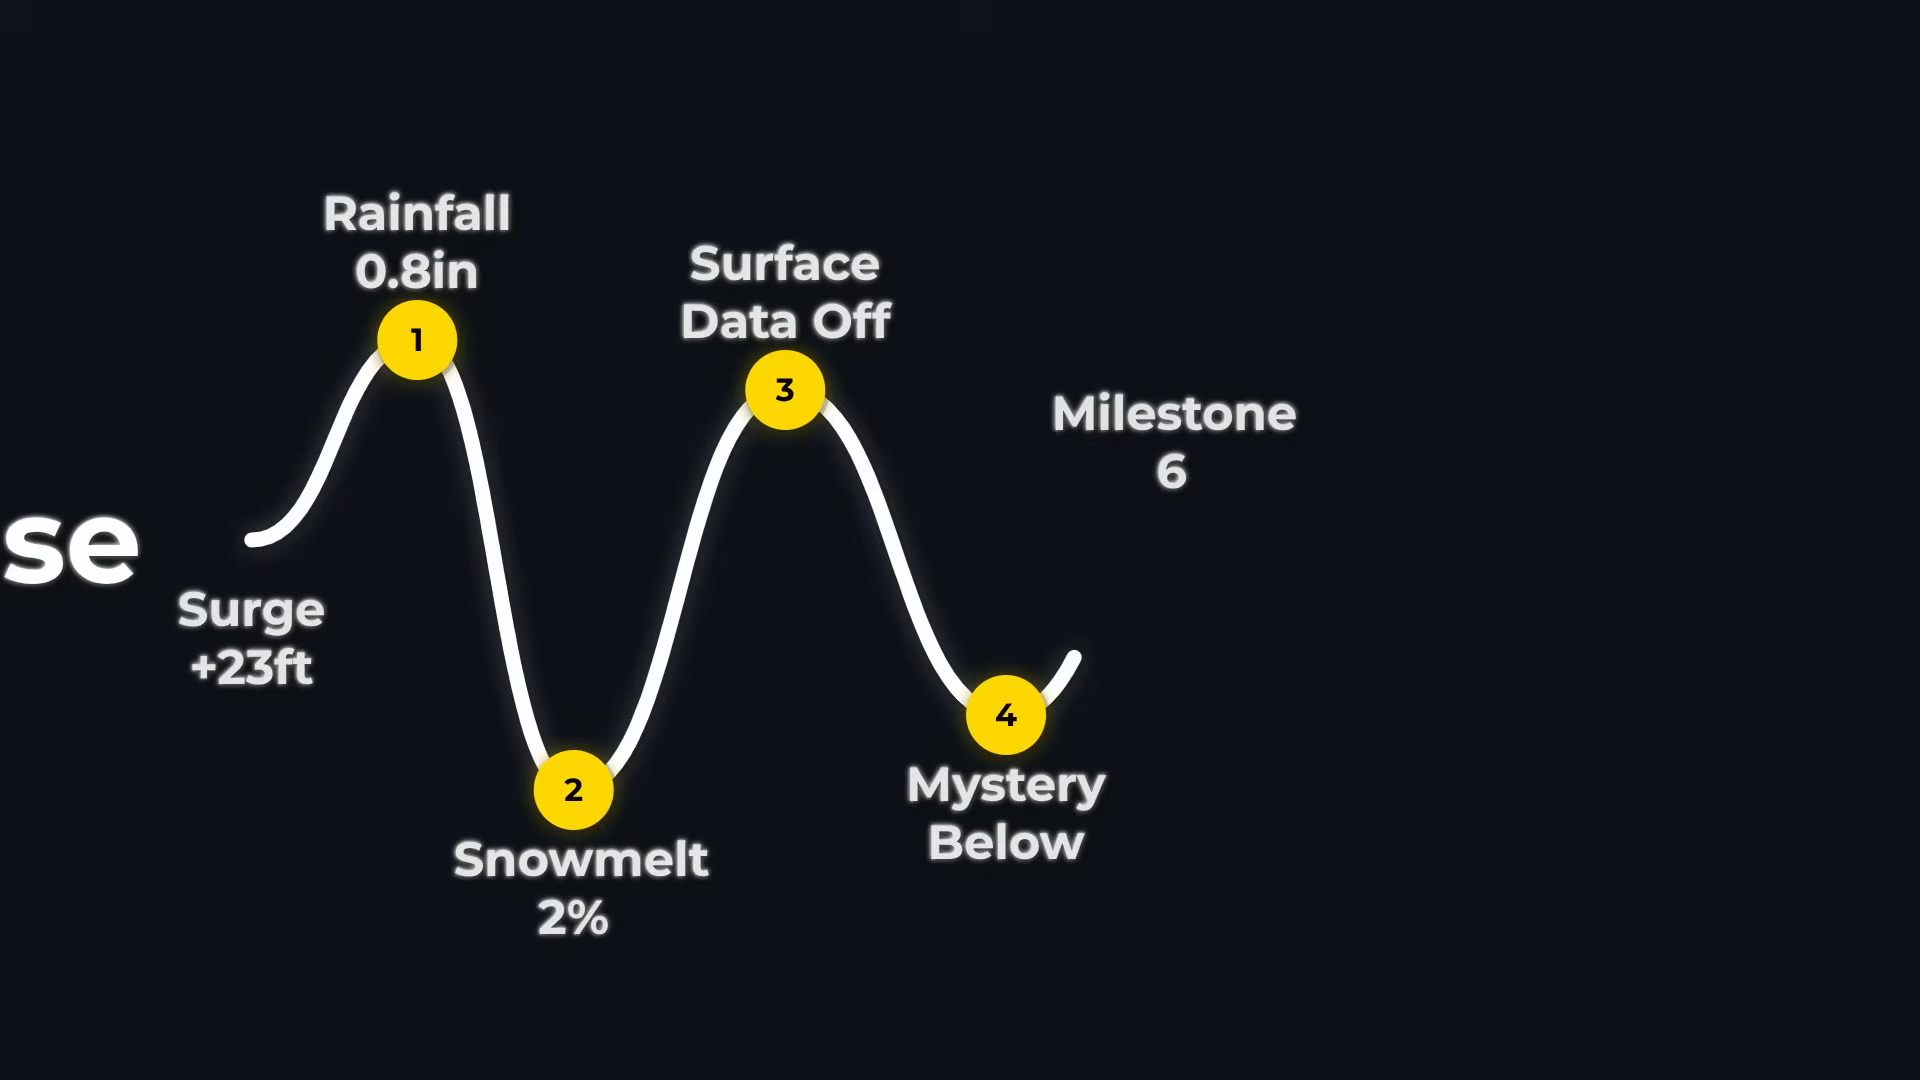 se
Surge
+23ft
Rainfall
0.8in
1
2
Snowmelt
2%
Surface
Data Off
3
4
Mystery
Below
Milestone
6